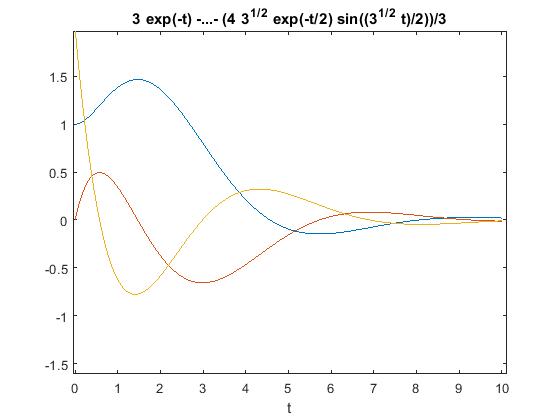 3 exp(-t) -...- (4 3^1/2 exp(-t/2) sin((3^1/2 t)/2))/3
1.5
1
0.5
0
-0.5
-1
-1.5
0 1 2 3 4 5 6 7 8 9 10
t